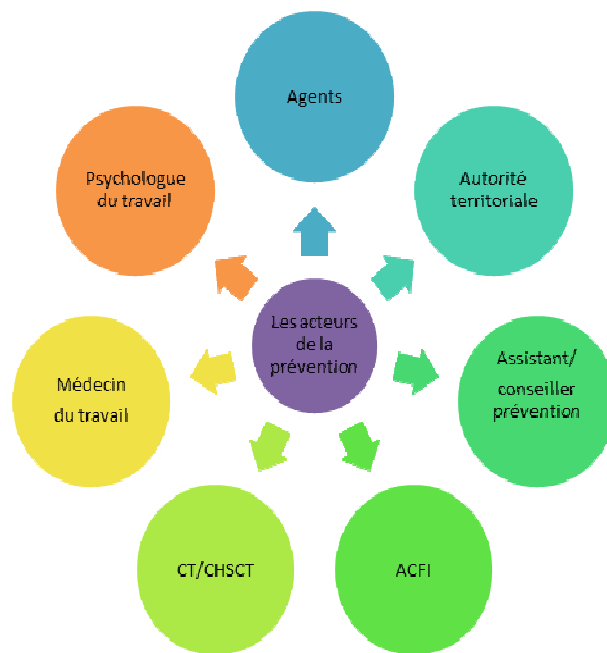 Agents
Psychologue
du travail
Autorité
territoriale
Les acteurs
de la
prévention
Assistant/
conseiller
prévention
Médecin
du travail
CT/CHSCT
ACFI